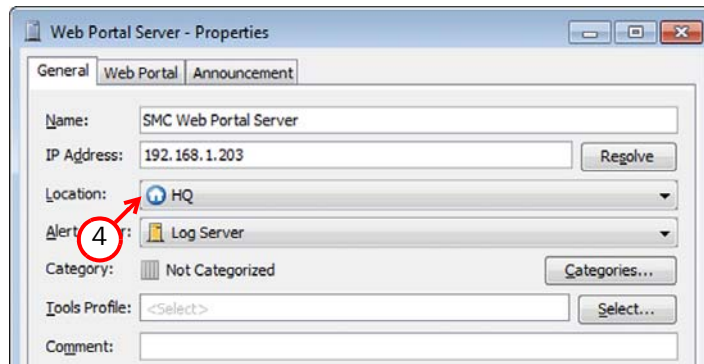 Web Portal Server - Properties
General Web Portal Announcement
Name: SMC Web Portal Server
IP Address: 192.168.1.203 Resolve
Location: HQ
4
Alert r: Log Server
Category: Not Categorized Categories...
Tools Profile: <Select> Select...
Comment: